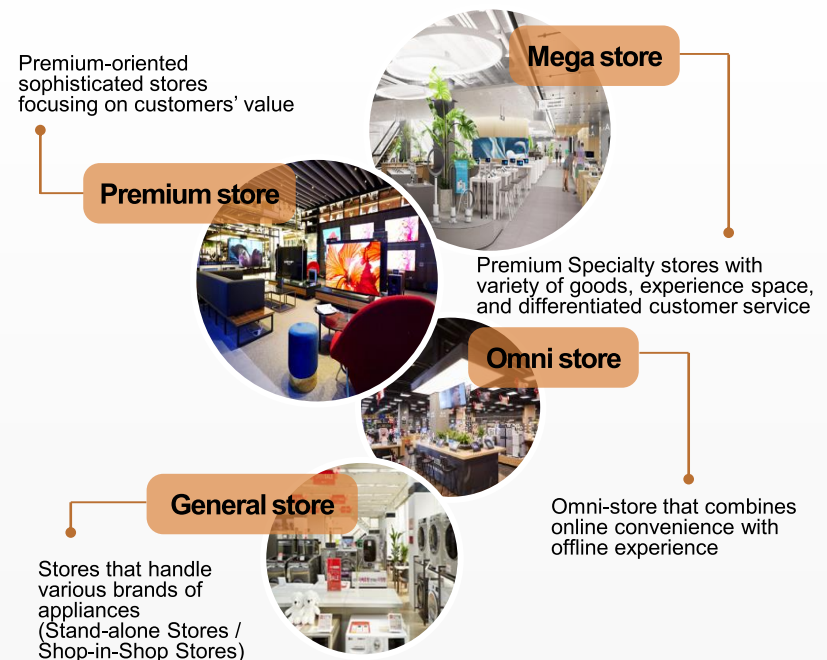 Mega store
Premium-oriented
sophisticated stores
focusing on customers’ value
Premium store
Premium Specialty stores with
variety of goods, experience space,
and differentiated customer service
Omni store
Omni-store that combines
online convenience with
offline experience
General store
Stores that handle
various brands of
appliances
(Stand-alone Stores /
Shop-in-Shop Stores)